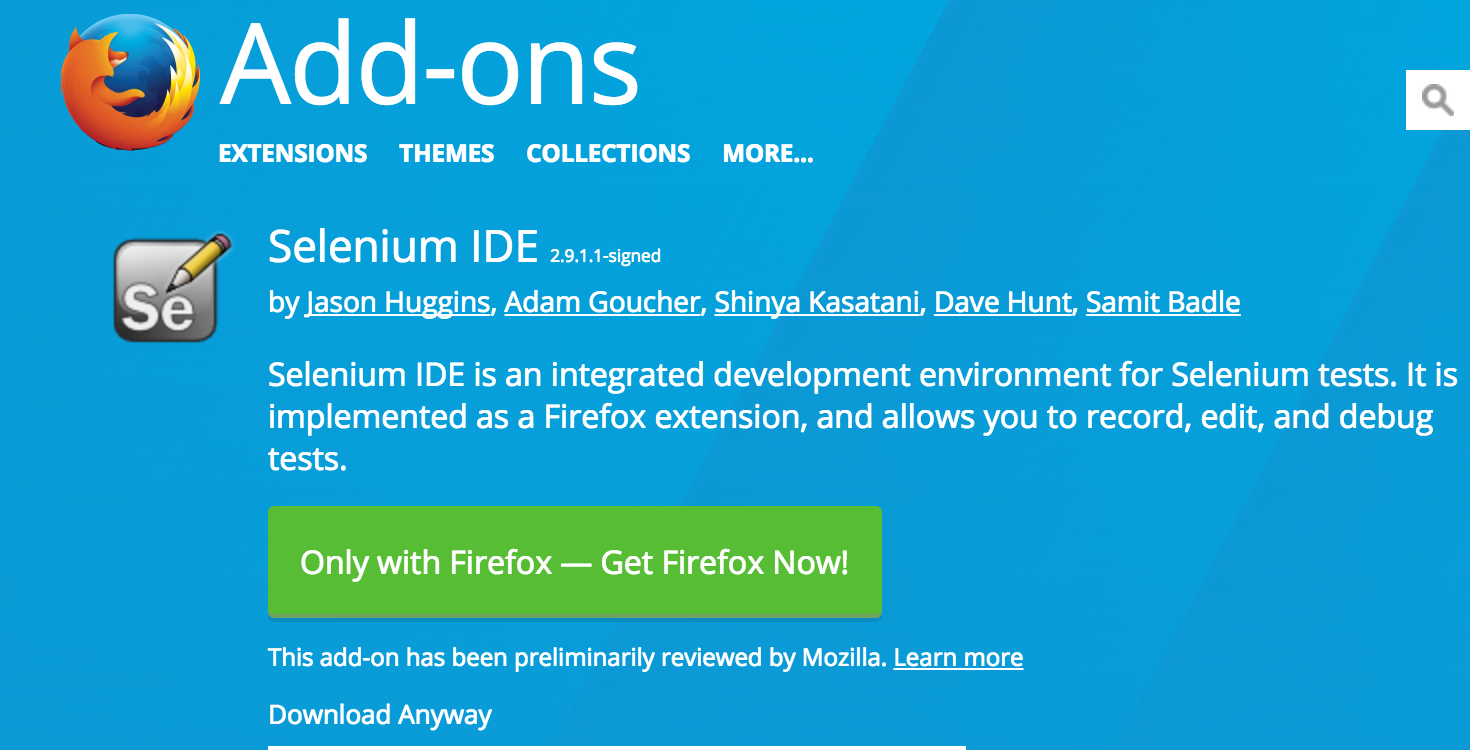 Add-ons
EXTENSIONS THEMES COLLECTIONS MORE...
Selenium IDE 2.9.1.1-signed
Se
by Jason Huggins, Adam Goucher, Shinya Kasatani, Dave Hunt, Samit Badle
Selenium IDE is an integrated development environment for Selenium tests. It is
implemented as a Firefox extension, and allows you to record, edit, and debug
tests.
Only with Firefox — Get Firefox Now!
This add-on has been preliminarily reviewed by Mozilla. Learn more
Download Anyway